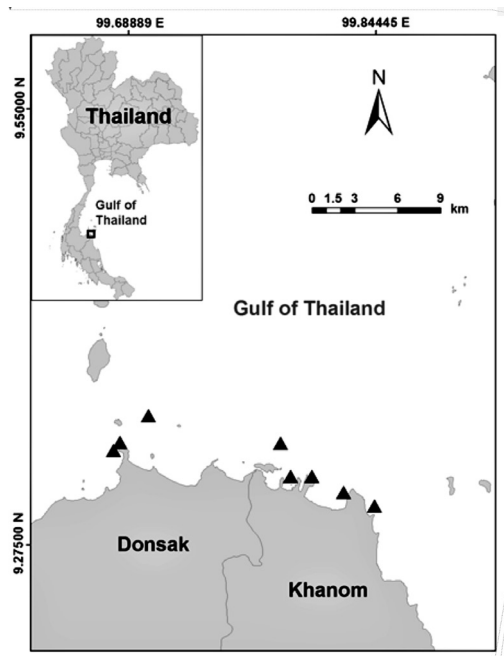 99.68889 E
99.84445 E
9.55000 N
Thailand
Gulf of
Thailand
N
0 1.5 3 6 9
km
Gulf of Thailand
9.27500 N
Donsak
Khanom